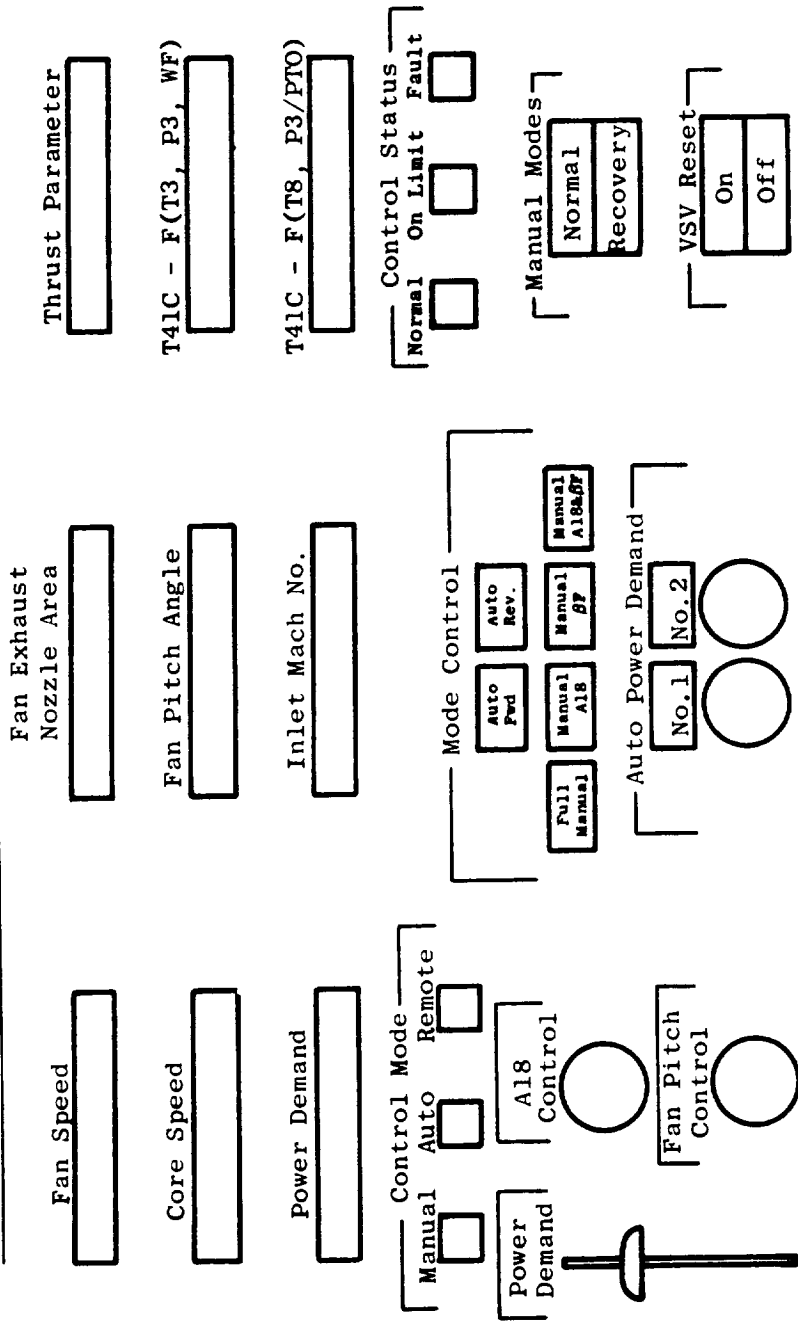 Fan Speed
Core Speed
Power Demand
Control Mode
Manual Auto Remote
Power
Demand
A18
Control
Fan Pitch
Control
Fan Exhaust
Nozzle Area
Fan Pitch Angle
Inlet Mach No.
Mode Control
Auto
Fwd
Auto
Rev.
Full
Manual
Manual
A18
Manual
βF
Manual
A18&βF
Auto Power Demand
No.1
No.2
Thrust Parameter
T41C - F(T3, P3, WF)
T41C - F(T8, P3/PTO)
Control Status
Normal On Limit Fault
Manual Modes
Normal
Recovery
VSV Reset
On
Off